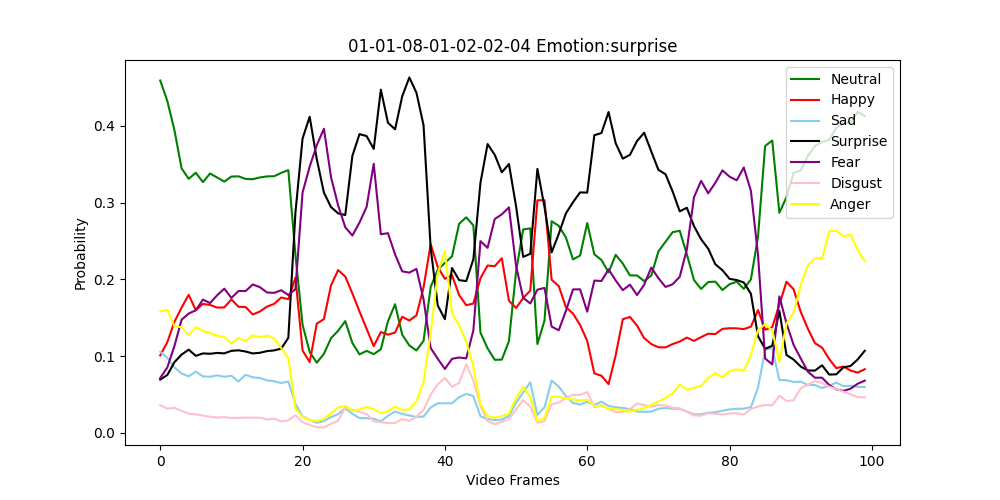 01-01-08-01-02-02-04 Emotion:surprise
Probability
0.4
0.3
0.2
0.1
0.0
0 20 40 60 80 100
Video Frames
Neutral
Happy
Sad
Surprise
Fear
Disgust
Anger